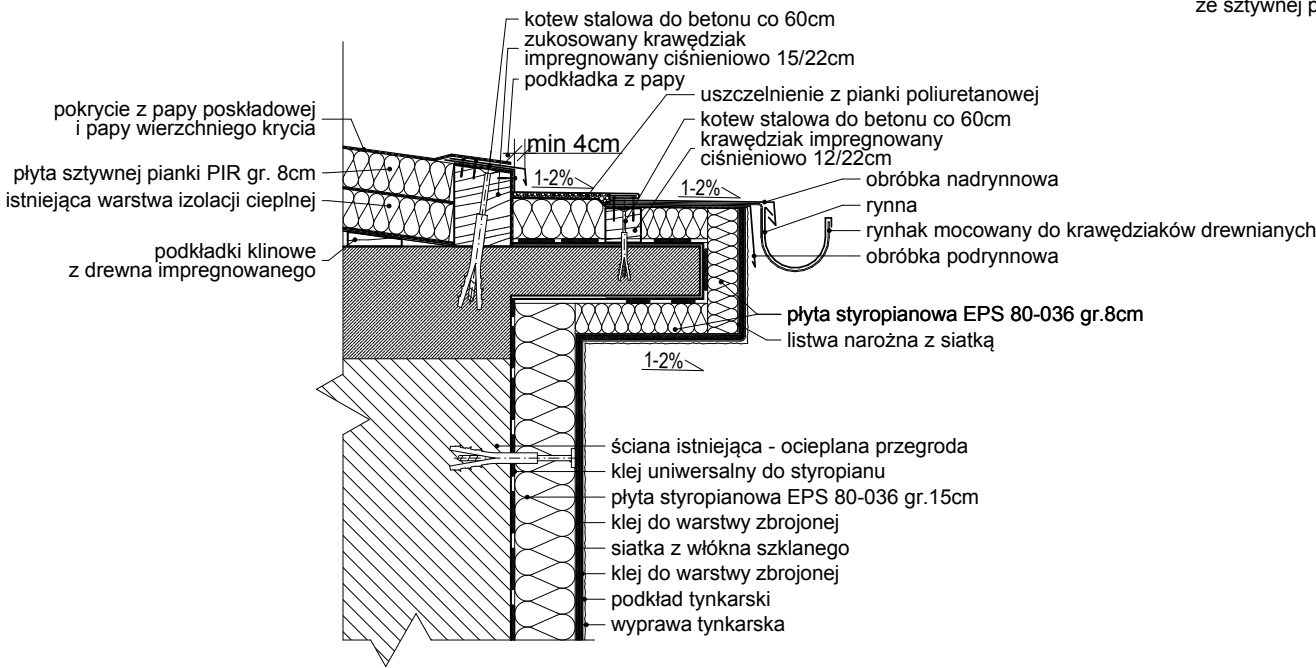 ze sztywnej p
kotew stalowa do betonu co 60cm
zukosowany krawędziak
impregnowany ciśnieniowo 15/22cm
podkładka z papy
pokrycie z papy poskładowej
i papy wierzchniego krycia
płyta sztywnej pianki PIR gr. 8cm
istniejąca warstwa izolacji cieplnej
podkładki klinowe
z drewna impregnowanego
min 4cm
1-2%
uszczelnienie z pianki poliuretanowej
kotew stalowa do betonu co 60cm
krawędziak impregnowany
ciśnieniowo 12/22cm
1-2%
obróbka nadrynnowa
rynna
rynhak mocowany do krawędziaków drewnianych
obróbka podrynnowa
płyta styropianowa EPS 80-036 gr.8cm
listwa narożna z siatką
1-2%
ściana istniejąca - ocieplana przegroda
klej uniwersalny do styropianu
płyta styropianowa EPS 80-036 gr.15cm
klej do warstwy zbrojonej
siatka z włókna szklanego
klej do warstwy zbrojonej
podkład tynkarski
wyprawa tynkarska